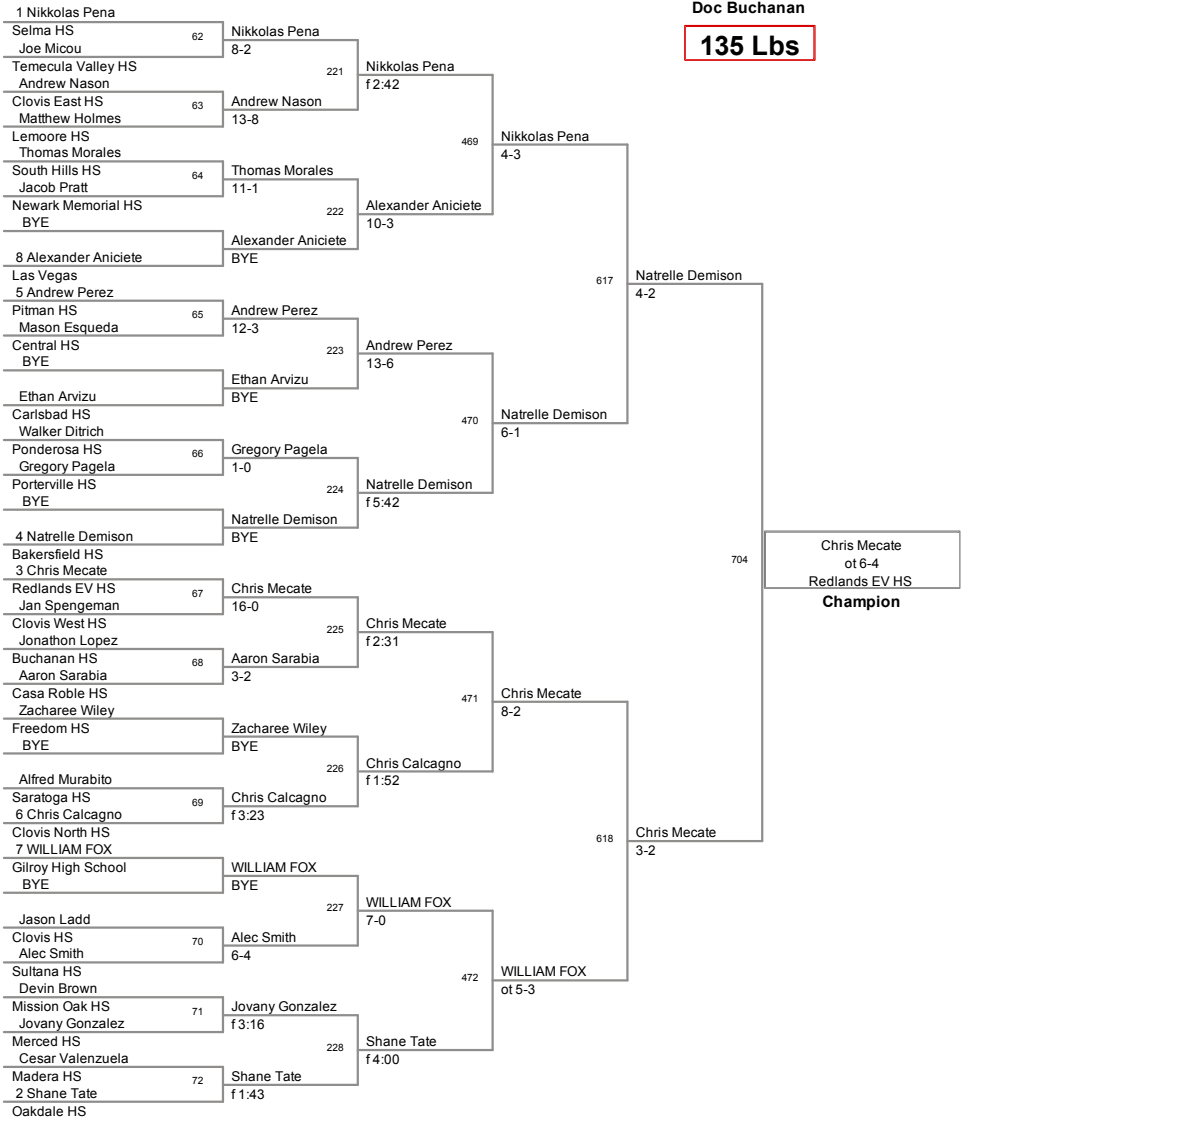 Doc Buchanan
135 Lbs
1 Nikkolas Pena
Selma HS
62
Joe Micou
Temecula Valley HS
Andrew Nason
Clovis East HS
63
Matthew Holmes
Lemoore HS
Thomas Morales
South Hills HS
64
Jacob Pratt
Newark Memorial HS
BYE
8 Alexander Aniciete
Las Vegas
5 Andrew Perez
Pitman HS
65
Mason Esqueda
Central HS
BYE
Ethan Arvizu
Carlsbad HS
Walker Ditrich
Ponderosa HS
66
Gregory Pagela
Porterville HS
BYE
4 Natrelle Demison
Bakersfield HS
3 Chris Mecate
Redlands EV HS
67
Jan Spengeman
Clovis West HS
Jonathon Lopez
Buchanan HS
68
Aaron Sarabia
Casa Roble HS
Zacharee Wiley
Freedom HS
BYE
Alfred Murabito
Saratoga HS
69
6 Chris Calcagno
Clovis North HS
7 WILLIAM FOX
Gilroy High School
BYE
Jason Ladd
Clovis HS
70
Alec Smith
Sultana HS
Devin Brown
Mission Oak HS
71
Jovany Gonzalez
Merced HS
Cesar Valenzuela
Madera HS
72
2 Shane Tate
Oakdale HS
Nikkolas Pena
8-2
221
Andrew Nason
13-8
Thomas Morales
11-1
222
Alexander Aniciete
BYE
Andrew Perez
12-3
223
Ethan Arvizu
BYE
Gregory Pagela
1-0
224
Natrelle Demison
BYE
Chris Mecate
16-0
225
Aaron Sarabia
3-2
Zacharee Wiley
BYE
226
Chris Calcagno
f 3:23
WILLIAM FOX
BYE
227
Alec Smith
6-4
Jovany Gonzalez
f 3:16
228
Shane Tate
f 1:43
Nikkolas Pena
f 2:42
469
Alexander Aniciete
10-3
Andrew Perez
13-6
470
Natrelle Demison
f 5:42
Chris Mecate
f 2:31
471
Chris Calcagno
f 1:52
WILLIAM FOX
7-0
472
Shane Tate
f 4:00
Nikkolas Pena
4-3
617
Natrelle Demison
6-1
Chris Mecate
8-2
618
WILLIAM FOX
ot 5-3
Natrelle Demison
4-2
704
Chris Mecate
3-2
Chris Mecate
ot 6-4
Redlands EV HS
Champion